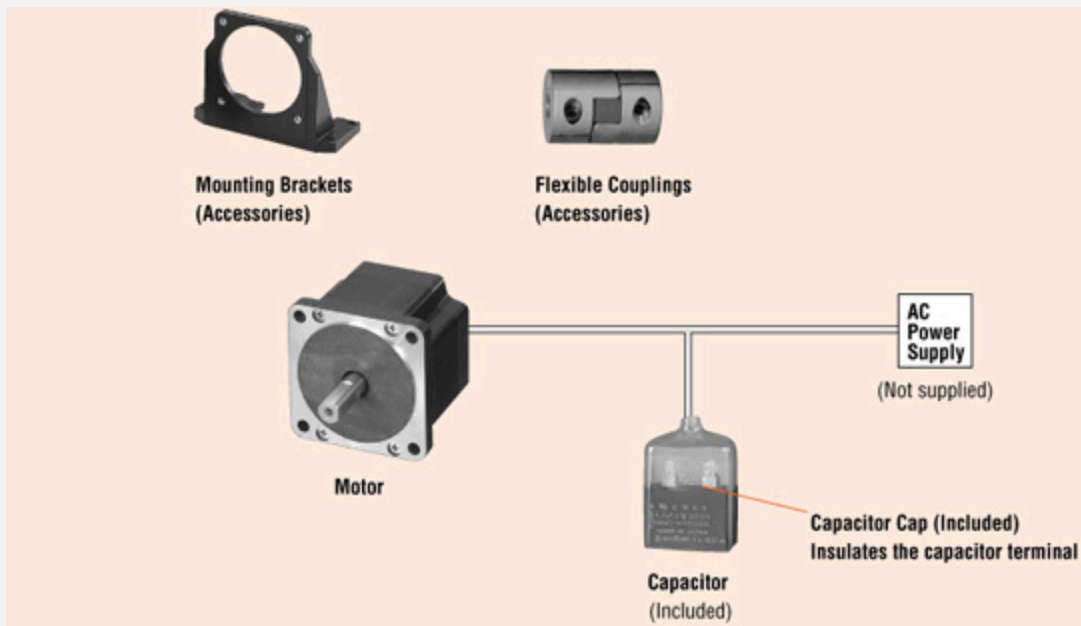 Mounting Brackets
(Accessories)
Flexible Couplings
(Accessories)
AC
Power
Supply
(Not supplied)
Motor
Capacitor Cap (Included)
Insulates the capacitor terminal
Capacitor
(Included)